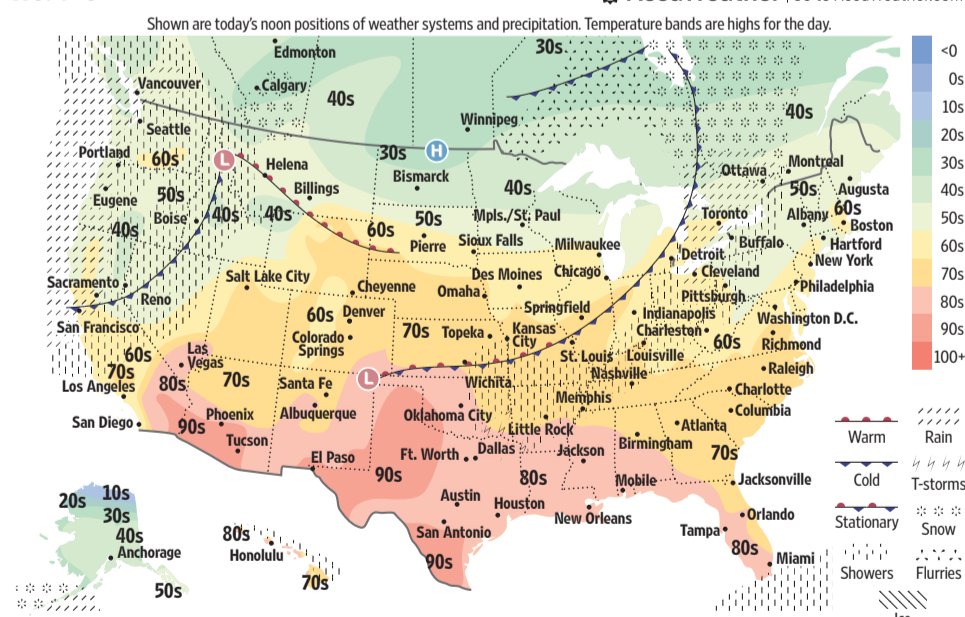 Shown are today's noon positions of weather systems and precipitation. Temperature bands are highs for the day.
Edmonton
30s
<0
Vancouver
Calgary
0s
40s
40s
10s
Seattle
Winnipeg
20s
Portland
60s
L
Helena
30s
H
Ottawa
Montreal
30s
Eugene
50s
Billings
Bismarck
40s
50s
Augusta
40s
Boise
40s
40s
50s
Mpls./St. Paul
Toronto
Albany
60s
Boston
50s
40s
60s
Pierre
Sioux Falls
Milwaukee
Buffalo
Hartford
60s
Detroit
New York
Sacramento
Salt Lake City
Cheyenne
Des Moines
Chicago
Cleveland
70s
Reno
Omaha
Pittsburgh
Philadelphia
80s
San Francisco
60s
Denver
Springfield
Indianapolis
Washington D.C.
90s
Colorado
Springs
70s
Topeka
Kansas
City
Charleston
60s
Richmond
60s
Las
Vegas
St. Louis
Louisville
100+
70s
80s
70s
Santa Fe
L
Wichita
Nashville
Raleigh
Los Angeles
Albuquerque
Oklahoma City
Memphis
Charlotte
San Diego
90s
Phoenix
Little Rock
Atlanta
Columbia
Tucson
Birmingham
El Paso
Ft. Worth
Dallas
Jackson
70s
90s
80s
Mobile
Jacksonville
Austin
Houston
New Orleans
Orlando
San Antonio
Tampa
80s
90s
Miami
20s
10s
30s
40s
Anchorage
50s
80s
Honolulu
70s
Warm
Rain
Cold
T-storms
Stationary
Snow
Showers
Flurries